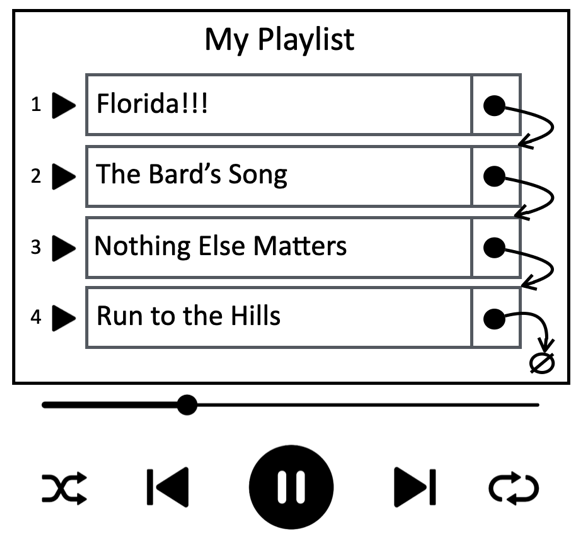 My Playlist
1 Florida!!!
2 The Bard's Song
3 Nothing Else Matters
4 Run to the Hills
∅